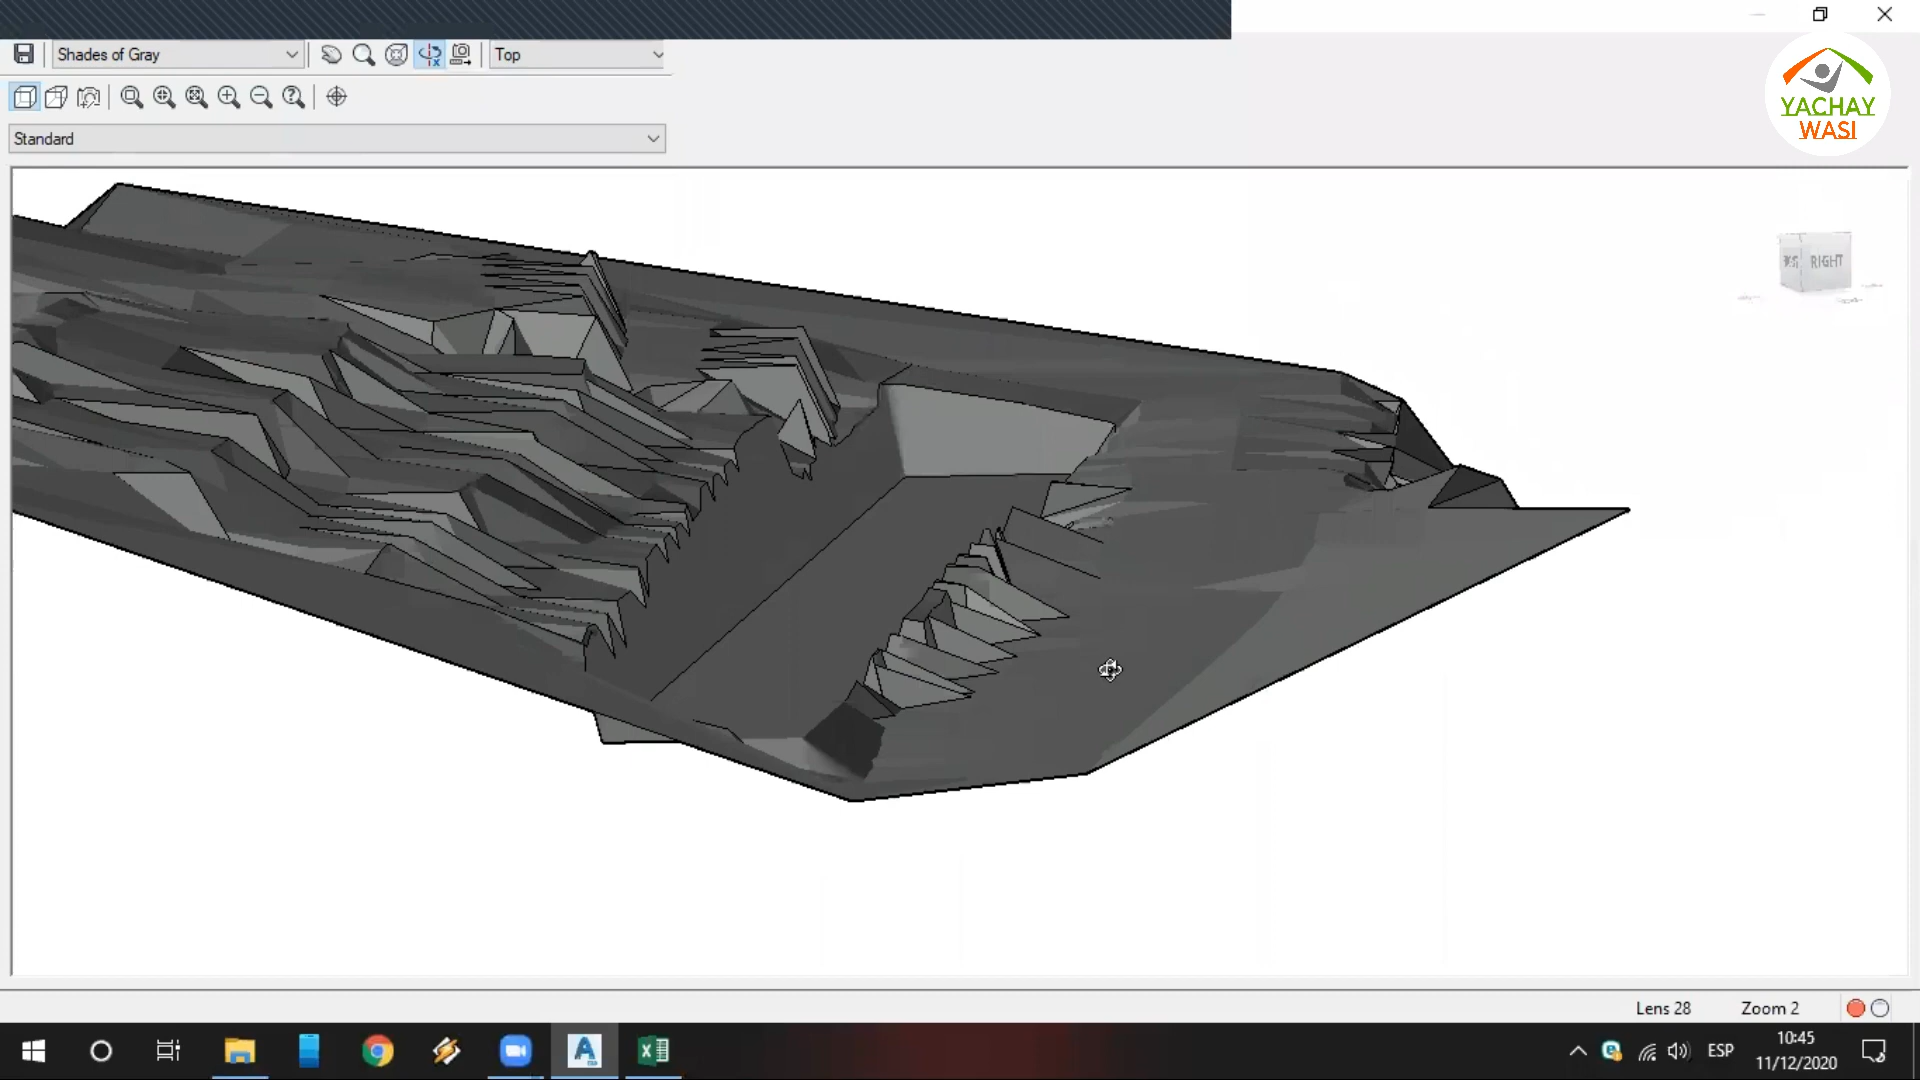 Shades of Gray
Top
YACHAY
WASI
Standard
RIGHT
Lens 28
Zoom 2
ESP
10:45
11/12/2020